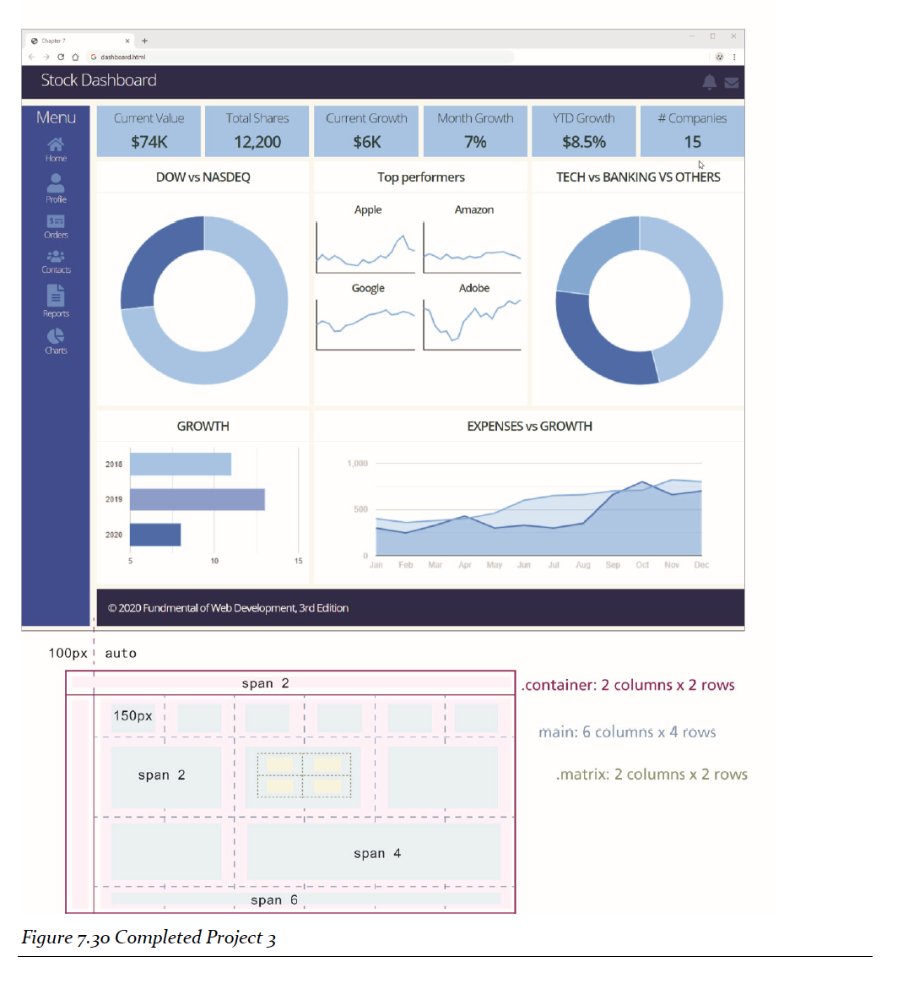 Chapter 7
dashboard.html
Stock Dashboard
Menu
Home
Profile
Orders
Contacts
Reports
Charts
Current Value
$74K
Total Shares
12,200
Current Growth
$6K
Month Growth
7%
YTD Growth
$8.5%
# Companies
15
DOW vs NASDEQ
Top performers
Apple
Amazon
Google
Adobe
TECH vs BANKING VS OTHERS
GROWTH
2018
2019
2020
5 10 15
EXPENSES vs GROWTH
1,000
500
0
Jan Feb Mar Apr May Jun Jul Aug Sep Oct Nov Dec
© 2020 Fundmental of Web Development, 3rd Edition
100px auto
span 2
150px
span 2
span 4
span 6
.container: 2 columns x 2 rows
main: 6 columns x 4 rows
.matrix: 2 columns x 2 rows
Figure 7.30 Completed Project 3